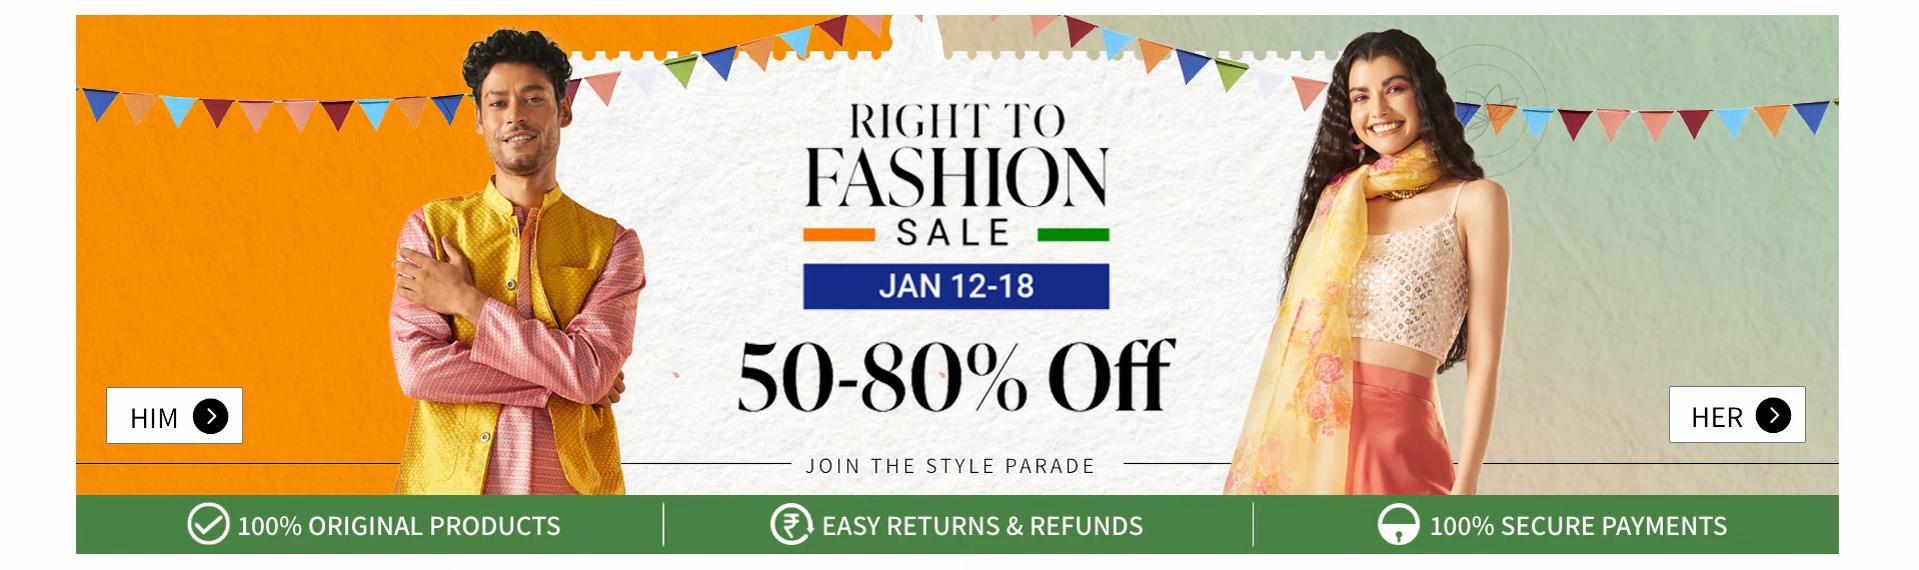 RIGHT TO
FASHION
SALE
JAN 12-18
50-80% Off
HIM
HER
JOIN THE STYLE PARADE
100% ORIGINAL PRODUCTS
EASY RETURNS & REFUNDS
100% SECURE PAYMENTS